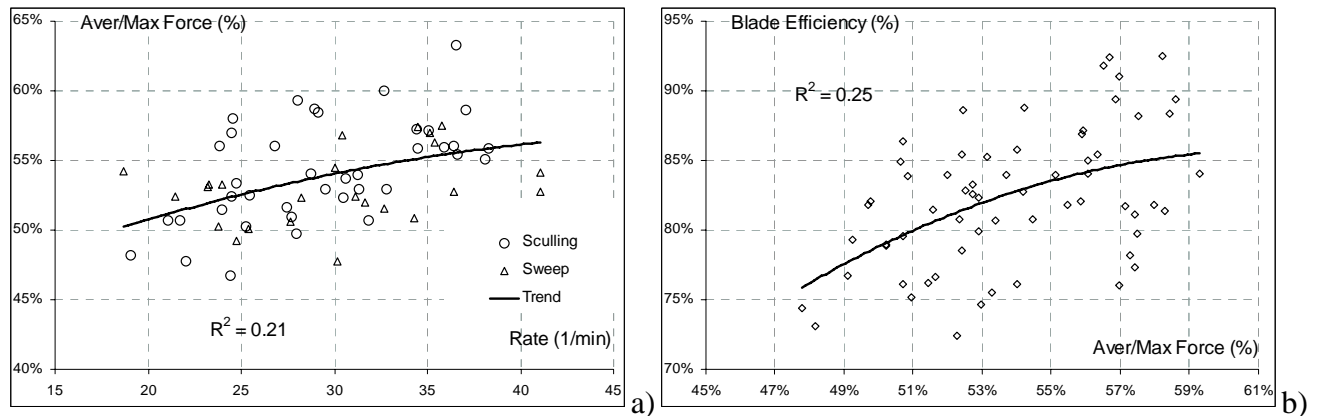 Aver/Max Force (%)
65%
60%
55%
50%
45%
40%
Sculling
Sweep
Trend
R² = 0.21
Rate (1/min)
15 20 25 30 35 40 45
a)
Blade Efficiency (%)
95%
90%
85%
80%
75%
70%
R² = 0.25
Aver/Max Force (%)
45% 47% 49% 51% 53% 55% 57% 59% 61%
b)